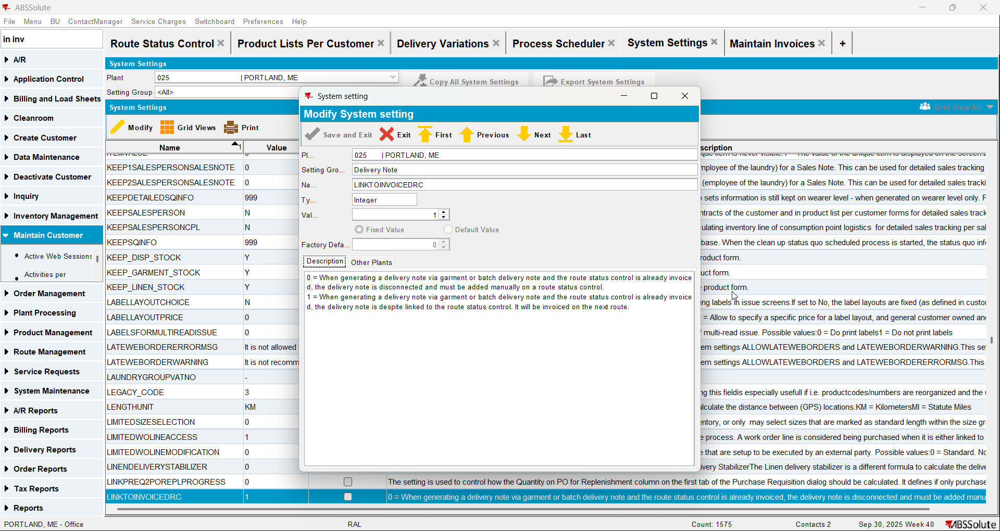 ABSSolute
File Menu BU ContactManager Service Charges Switchboard Preferences Help
in inv
Route Status Control Product Lists Per Customer Delivery Variations Process Scheduler System Settings Maintain Invoices +
A/R
Application Control
Billing and Load Sheets
Cleanroom
Create Customer
Data Maintenance
Deactivate Customer
Inquiry
Inventory Management
Maintain Customer
Active Web Sessions
Activities per
Order Management
Plant Processing
Product Management
Route Management
Service Requests
System Maintenance
A/R Reports
Billing Reports
Delivery Reports
Order Reports
Tax Reports
Reports
System Settings
Plant 025 | PORTLAND, ME
Copy All System Settings Export System Settings
Setting Group <All>
System Settings
Grid View All
Modify Grid Views Print
Name 1 Value scription
KEEP1SALESPERSONSALESNOTE 0 mployee of the laundry) for a Sales Note. This can be used for detailed sales tracking
KEEP2SALESPERSONSALESNOTE 0 (employee of the laundry) for a Sales Note. This can be used for detailed sales tracki
KEEPDETAILEDSQINFO 999 sets information is still kept on wearer level - when generated on wearer level only. F
KEEPSALESPERSON N ntracts of the customer and in product list per customer forms for detailed sales track
KEEPSALESPERSONCPL N ulating inventory line of consumption point logistics for detailed sales tracking per sal
KEEPSQINFO 999 base. When the clean up status quo scheduled process is started, the status quo inf
KEEP_DISP_STOCK Y roduct form.
KEEP_GARMENT_STOCK Y uct form.
KEEP_LINEN_STOCK Y product form.
LABELLAYOUTCHOICE N ing labels in issue screens.If set to No, the label layouts are fixed (as defined in custo
LABELLAYOUTPRICE 0 = Allow to specify a specific price for a label layout, and general customer owned an
LABELSFORMULTIREADISSUE 0 f multi-read issue. Possible values:0 = Do print labels1 = Do not print labels
LATEWEBORDERERRORMSG It is not allowed em settings ALLOWLATEWEBORDERS and LATEWEBORDERWARNING.This se
LATEWEBORDERWARNING It is not recomm em settings ALLOWLATEWEBORDERS and LATEWEBORDERERRORMSG.This
LAUNDRYGROUPVATNO -
LEGACY_CODE 3 ng this fieldis especially usefull if i.e. productcodes/numbers are reorganized and the
LENGTHUNIT KM alculate the distance between (GPS) locations.KM = KilometersMI = Statute Miles
LIMITEDSIZESELECTION 0 entory, or only may select sizes that are marked as standard length within the size gr
LIMITEDWOLINEACCESS 1 e process. A work order line is considered being purchased when it is either linked to
LIMITEDWOLINEMODIFICATION 0 that are setup to be executed by an external party. Possible values:0 = Standard. No
LINENDELIVERYSTABILIZER 0 ivery StabilizerThe Linen delivery stabilizer is a different formula to calculate the delive
LINKPREQ2POREPLPROGRESS 0 The setting is used to control how the Quantity on PO for Replenishment column on the first tab of the Purchase Requisition dialog should be calculated. It defines if only purchase
LINKTOINVOICEDRC 1 0 = When generating a delivery note via garment or batch delivery note and the route status control is already invoiced, the delivery note is disconnected and must be added manu
System setting
Modify System setting
Save and Exit Exit First Previous Next Last
Pl... 025 | PORTLAND, ME
Setting Gro... Delivery Note
Na... LINKTOINVOICEDRC
Ty... Integer
Val... 1
Fixed Value Default Value
Factory Defa... 0
Description Other Plants
0 = When generating a delivery note via garment or batch delivery note and the route status control is already invoice
d, the delivery note is disconnected and must be added manually on a route status control.
1 = When generating a delivery note via garment or batch delivery note and the route status control is already invoice
d, the delivery note is despite linked to the route status control. It will be invoiced on the next route.
PORTLAND, ME - Office RAL Count: 1575 Contacts 2 Sep 30, 2025 Week 40 ABSSolute